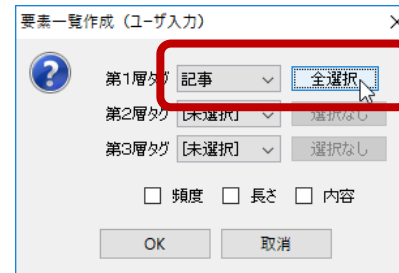 要素一覧作成（ユーザ入力）
第1層タグ 記事 全選択
第2層タグ [未選択] 選択なし
第3層タグ [未選択] 選択なし
頻度 長さ 内容
OK 取消